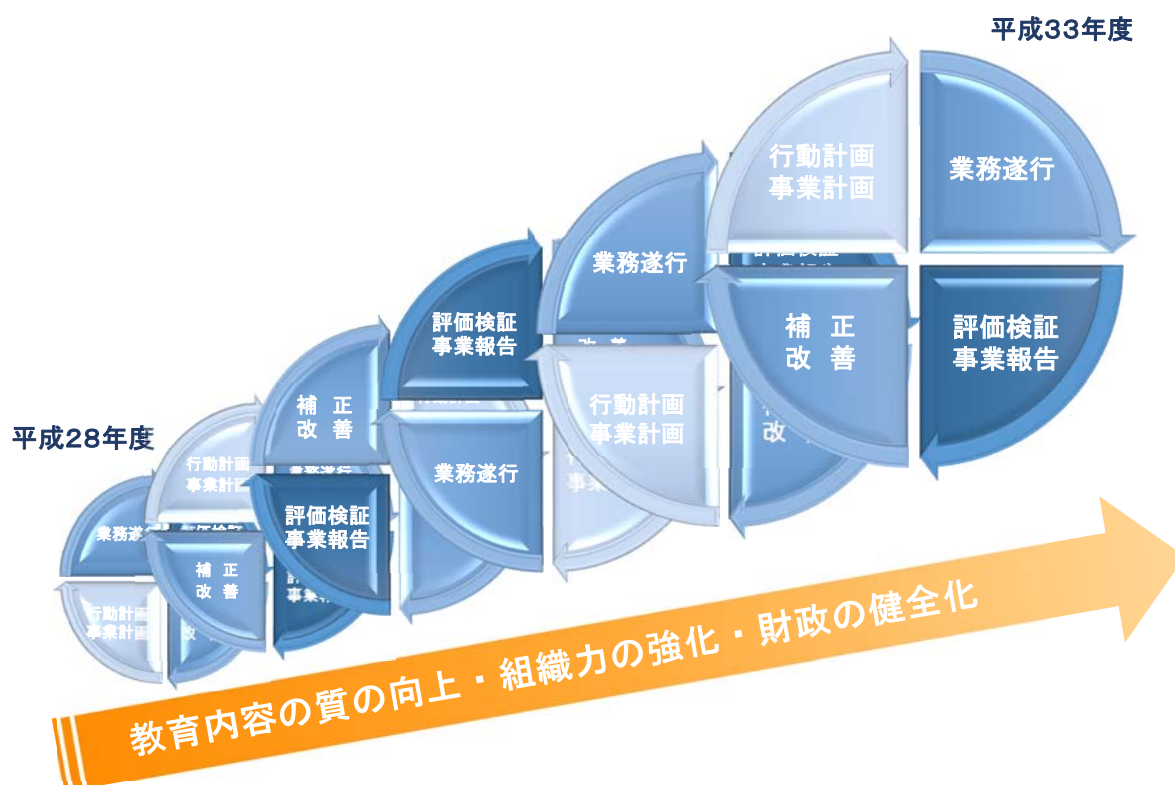 平成33年度
行動計画
事業計画
業務遂行
補 正
改 善
評価検証
事業報告
業務遂行
行動計画
事業計画
評価検証
事業報告
業務遂行
補 正
改 善
評価検証
事業報告
平成28年度
行動計画
事業計画
補 正
改 善
業務遂
行動計画
事業計画
教育内容の質の向上・組織力の強化・財政の健全化